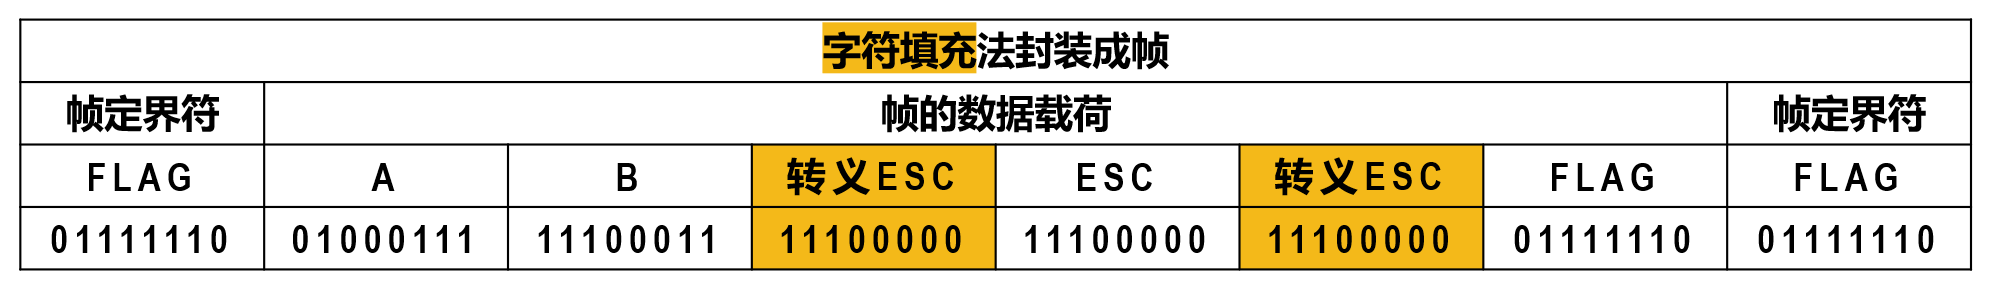 字符填充法封装成帧
帧定界符 帧的数据载荷 帧定界符
FLAG A B 转义ESC ESC 转义ESC FLAG FLAG
01111110 01000111 11100011 11100000 11100000 11100000 01111110 01111110